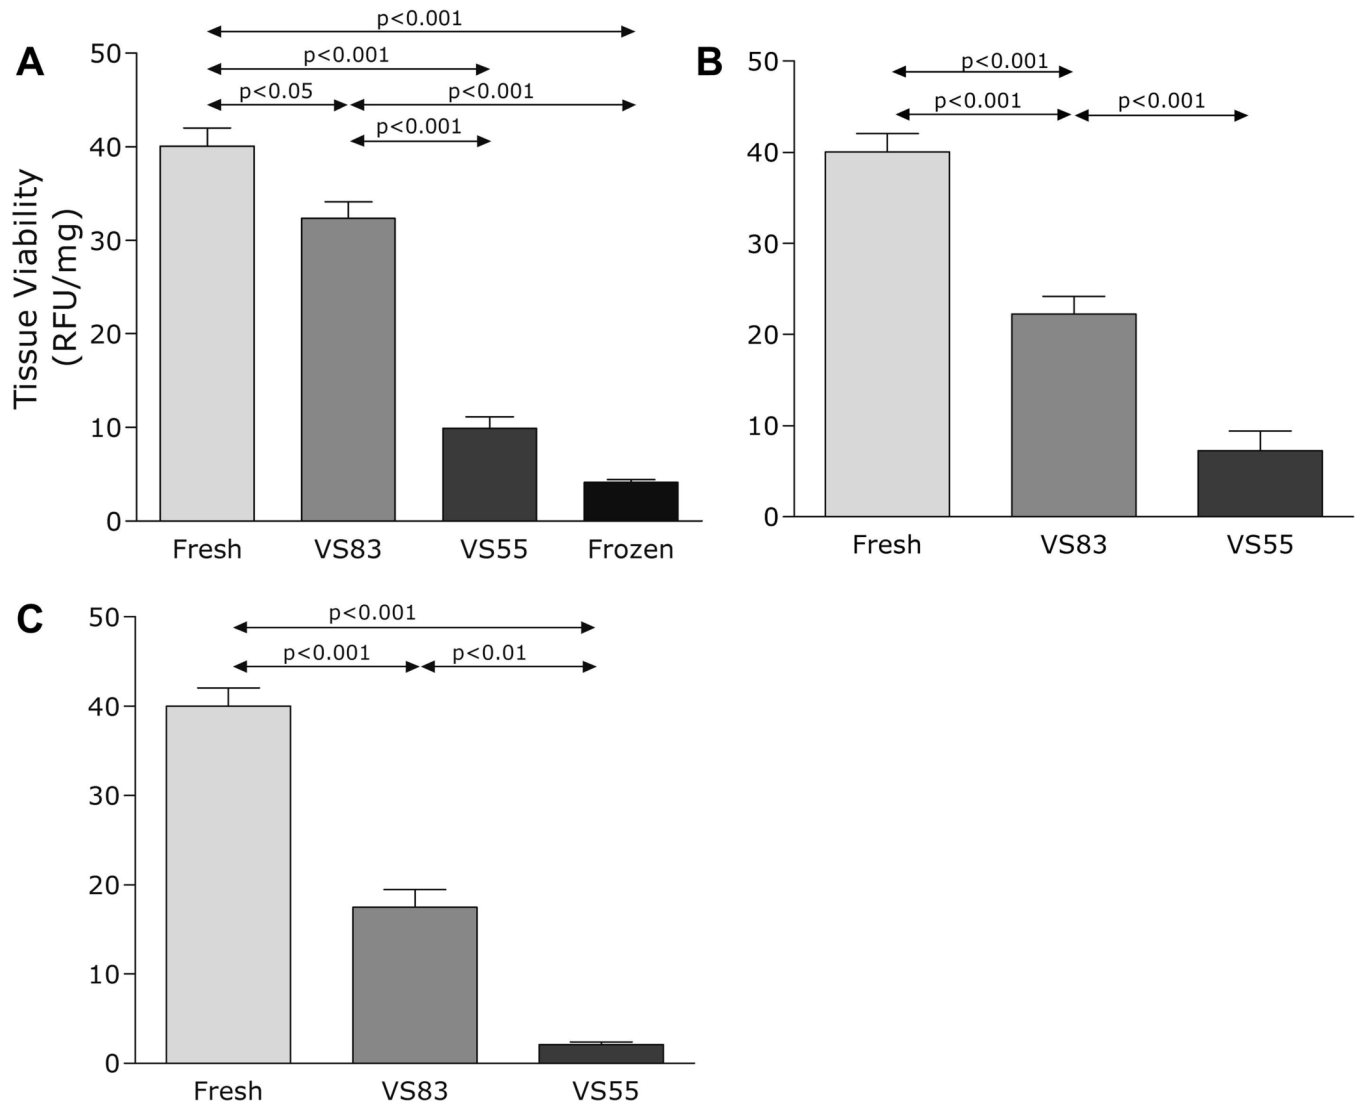 A
p<0.001
p<0.001
p<0.05 p<0.001
p<0.001
Tissue Viability
(RFU/mg)
50
40
30
20
10
0
Fresh VS83 VS55 Frozen
B
p<0.001
p<0.001 p<0.001
50
40
30
20
10
0
Fresh VS83 VS55
C
p<0.001
p<0.001 p<0.01
50
40
30
20
10
0
Fresh VS83 VS55